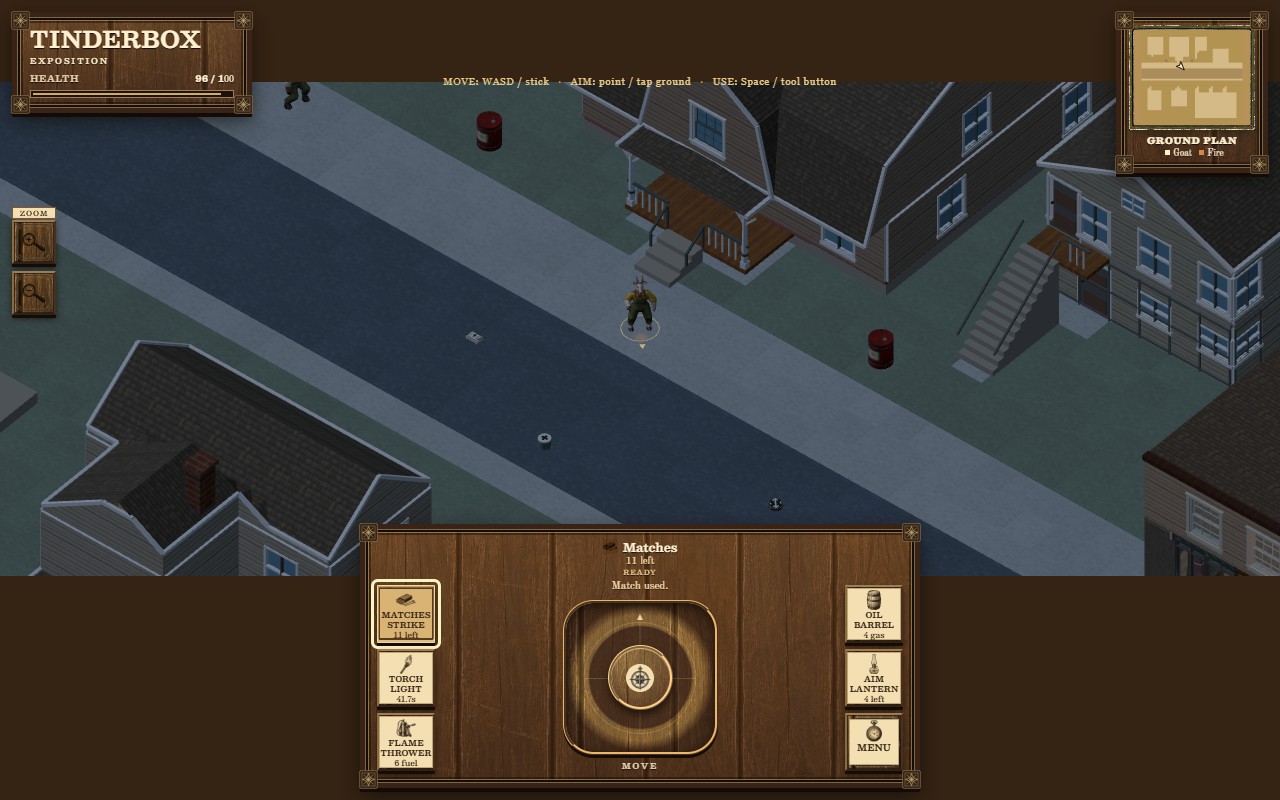 TINDERBOX
EXPOSITION
HEALTH 96 / 100
MOVE: WASD / stick · AIM: point / tap ground · USE: Space / tool button
GROUND PLAN
Goat Fire
ZOOM
Matches
11 left
READY
Match used.
MATCHES
STRIKE
11 left
TORCH
LIGHT
41.7s
FLAME
THROWER
6 fuel
OIL
BARREL
4 gas
AIM
LANTERN
4 left
MENU
MOVE